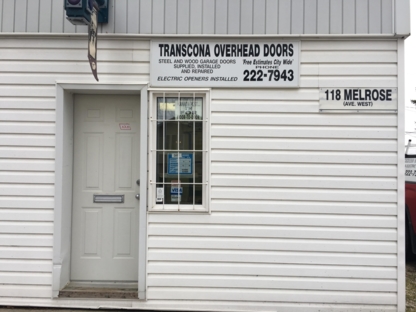 TRANSCONA OVERHEAD DOORS
STEEL AND WOOD GARAGE DOORS
SUPPLIED, INSTALLED
AND REPAIRED
ELECTRIC OPENERS INSTALLED
'Free Estimates City Wide'
PHONE
222-7943
118 MELROSE
(AVE. WEST)